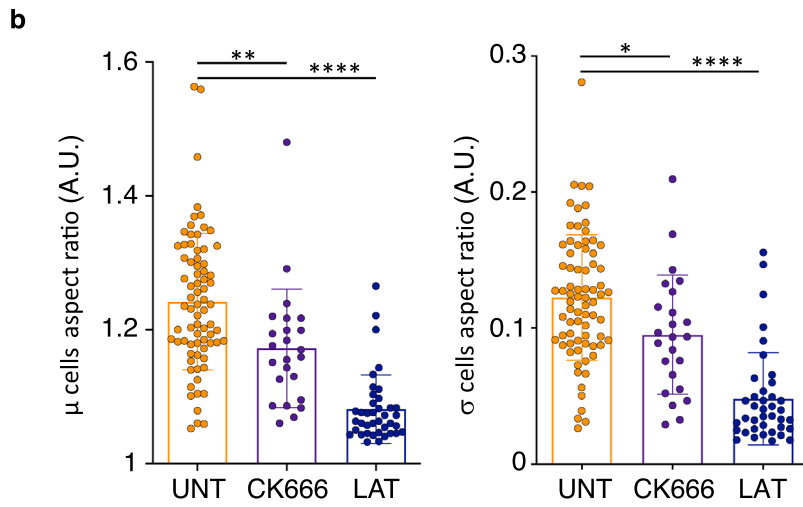 b
μ cells aspect ratio (A.U.)
1.6
1.4
1.2
1
**
****
UNT CK666 LAT
σ cells aspect ratio (A.U.)
0.3
0.2
0.1
0
*
****
UNT CK666 LAT